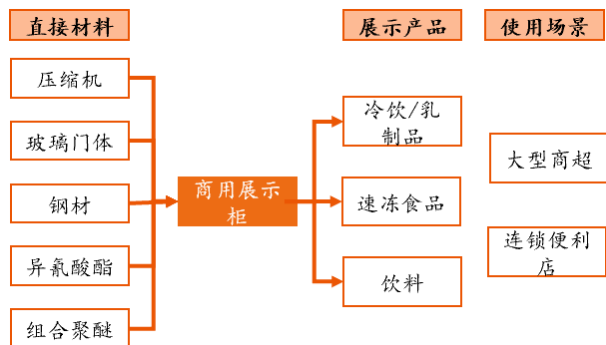 直接材料
展示产品
使用场景
压缩机
玻璃门体
钢材
异氰酸酯
组合聚醚
商用展示
柜
冷饮/乳
制品
速冻食品
饮料
大型商超
连锁便利
店